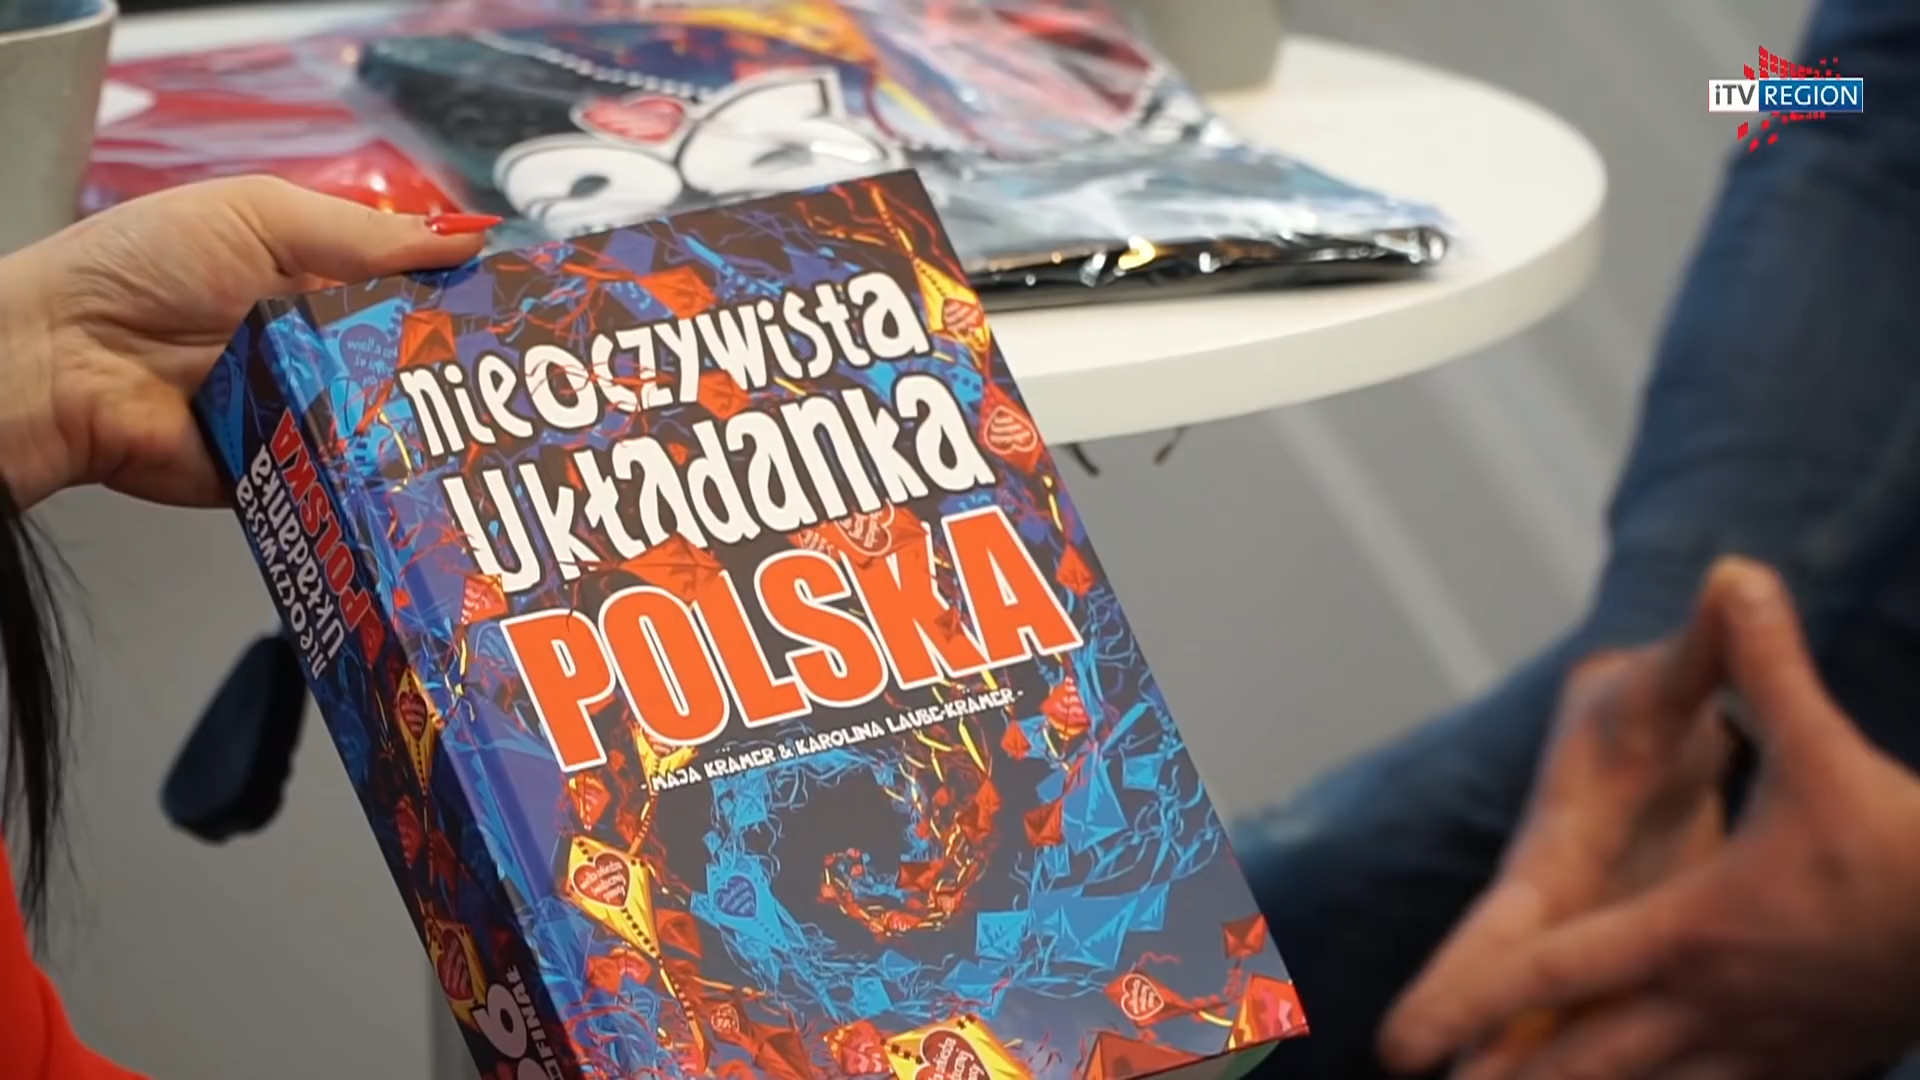 iTV REGION
nieoczywista
Układanka
POLSKA
- MAJA KRAMER & KAROLINA LAUBE-KRAMER -
nieoczywista
Układanka
POLSKA
FINAŁ